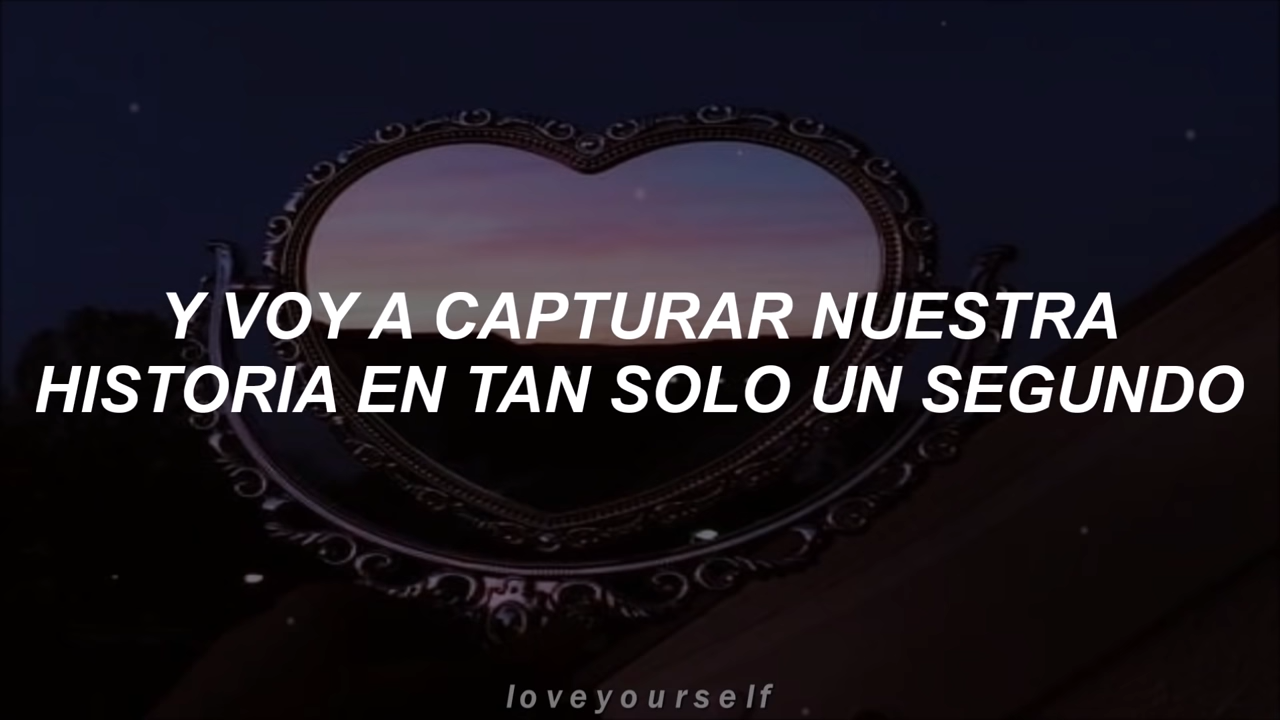 Y VOY A CAPTURAR NUESTRA
HISTORIA EN TAN SOLO UN SEGUNDO
loveyourself